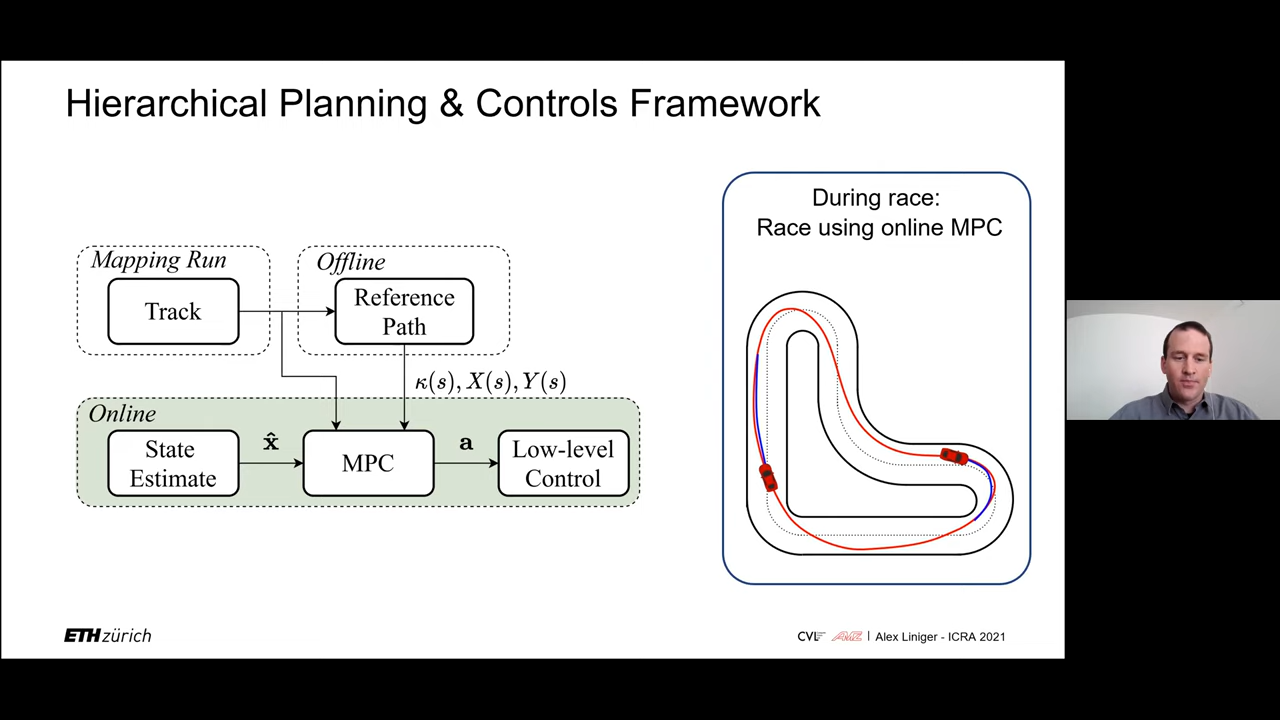 Hierarchical Planning & Controls Framework
Mapping Run
Track
Offline
Reference
Path
κ(s), X(s), Y(s)
Online
State
Estimate
x̂
MPC
a
Low-level
Control
During race:
Race using online MPC
ETH zürich
CVL AMZ | Alex Liniger - ICRA 2021